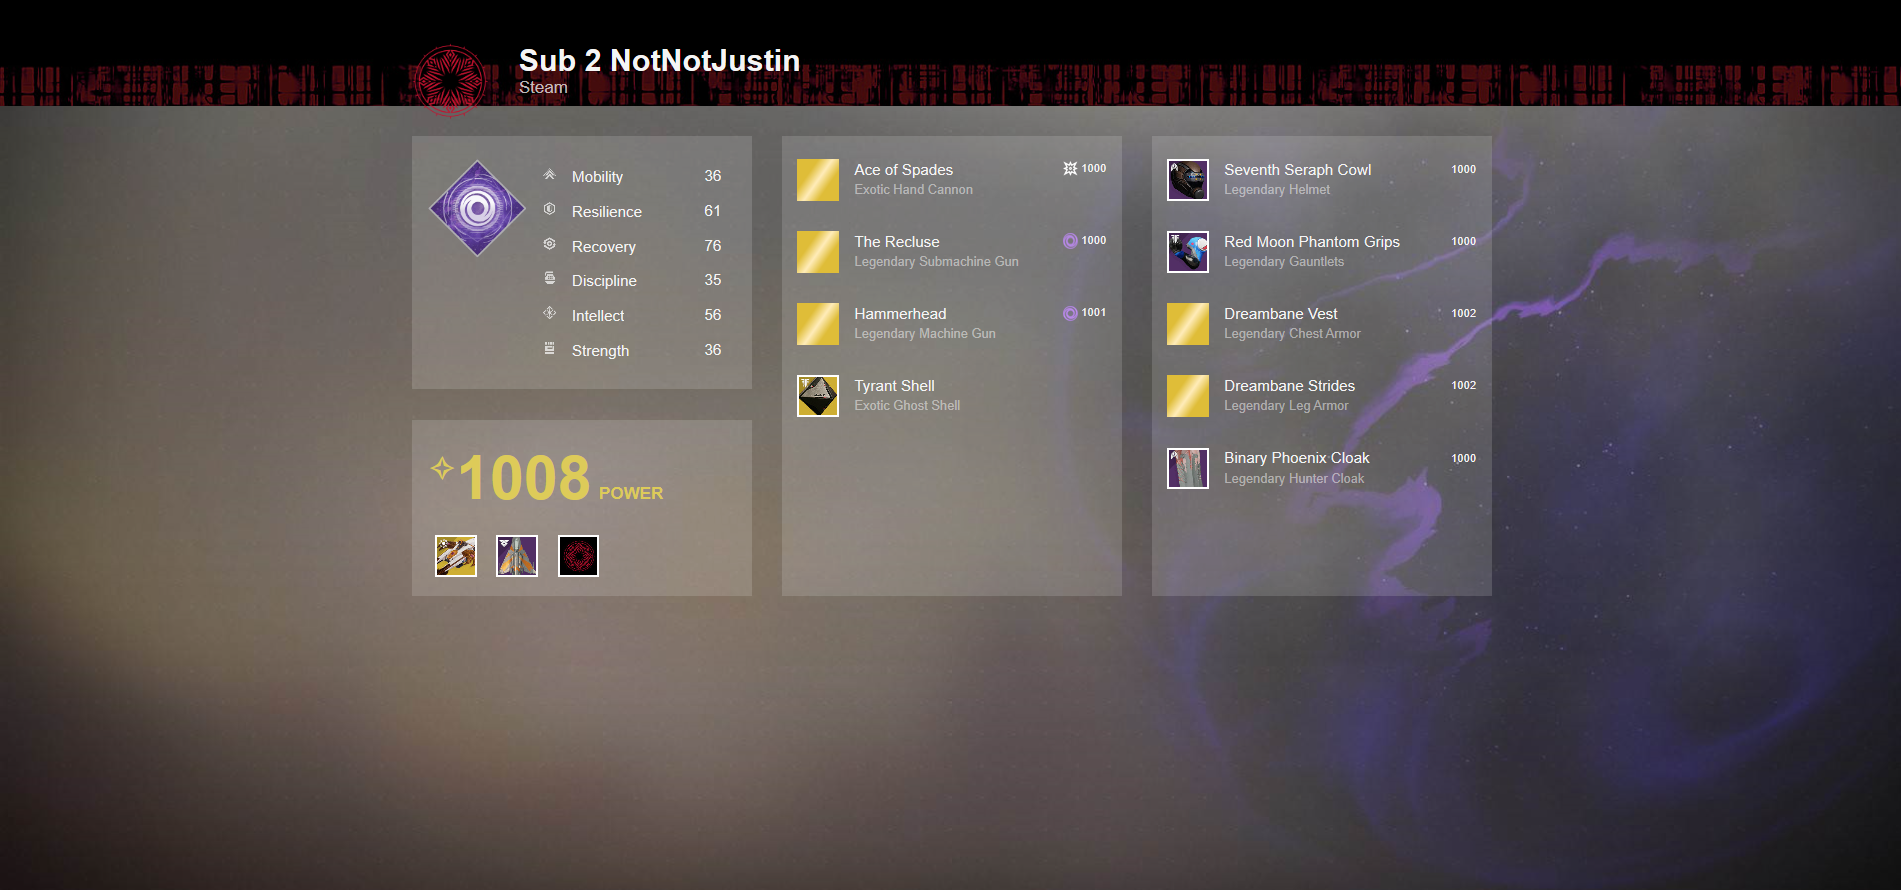 Sub 2 NotNotJustin
Steam
Mobility 36
Resilience 61
Recovery 76
Discipline 35
Intellect 56
Strength 36
1008 POWER
Ace of Spades 1000
Exotic Hand Cannon
The Recluse 1000
Legendary Submachine Gun
Hammerhead 1001
Legendary Machine Gun
Tyrant Shell
Exotic Ghost Shell
Seventh Seraph Cowl 1000
Legendary Helmet
Red Moon Phantom Grips 1000
Legendary Gauntlets
Dreambane Vest 1002
Legendary Chest Armor
Dreambane Strides 1002
Legendary Leg Armor
Binary Phoenix Cloak 1000
Legendary Hunter Cloak